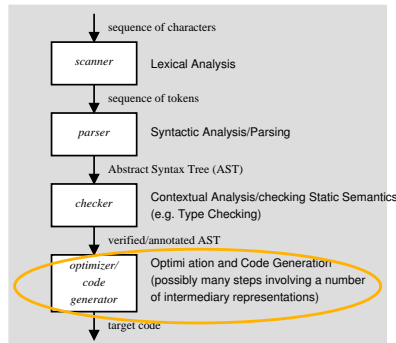 sequence of characters
scanner
Lexical Analysis
sequence of tokens
parser
Syntactic Analysis/Parsing
Abstract Syntax Tree (AST)
checker
Contextual Analysis/checking Static Semantics
(e.g. Type Checking)
verified/annotated AST
optimizer/
code
generator
Optimi ation and Code Generation
(possibly many steps involving a number
of intermediary representations)
target code